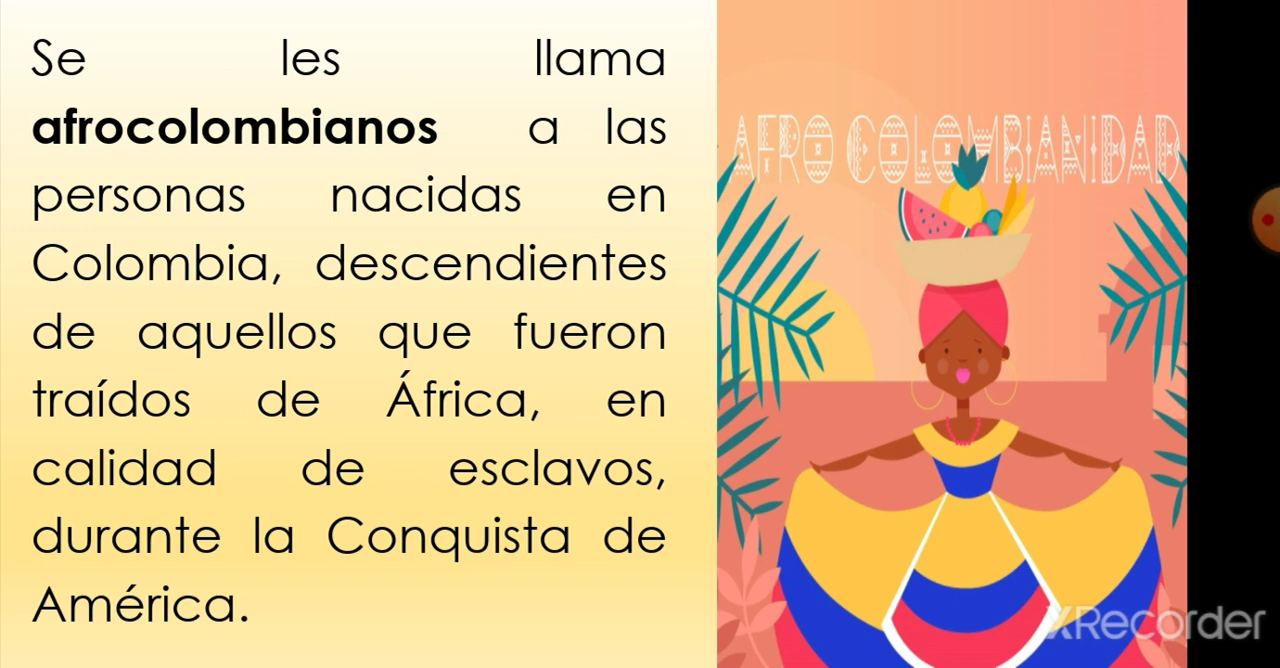 Se les llama
afrocolombianos a las
personas nacidas en
Colombia, descendientes
de aquellos que fueron
traídos de África, en
calidad de esclavos,
durante la Conquista de
América.
AFRO COLOMBIANIDAD
XRecorder